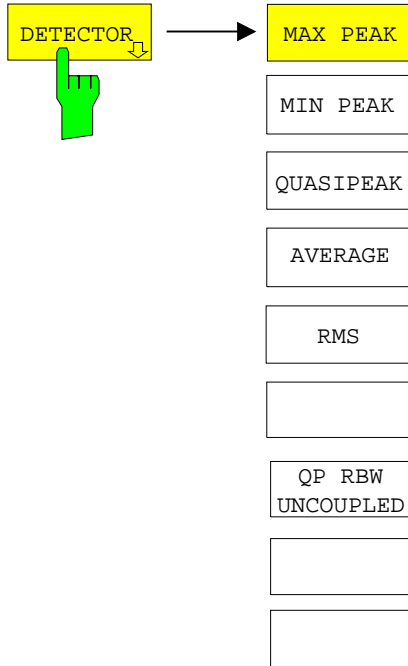 DETECTOR
MAX PEAK
MIN PEAK
QUASIPEAK
AVERAGE
RMS
QP RBW
UNCOUPLED